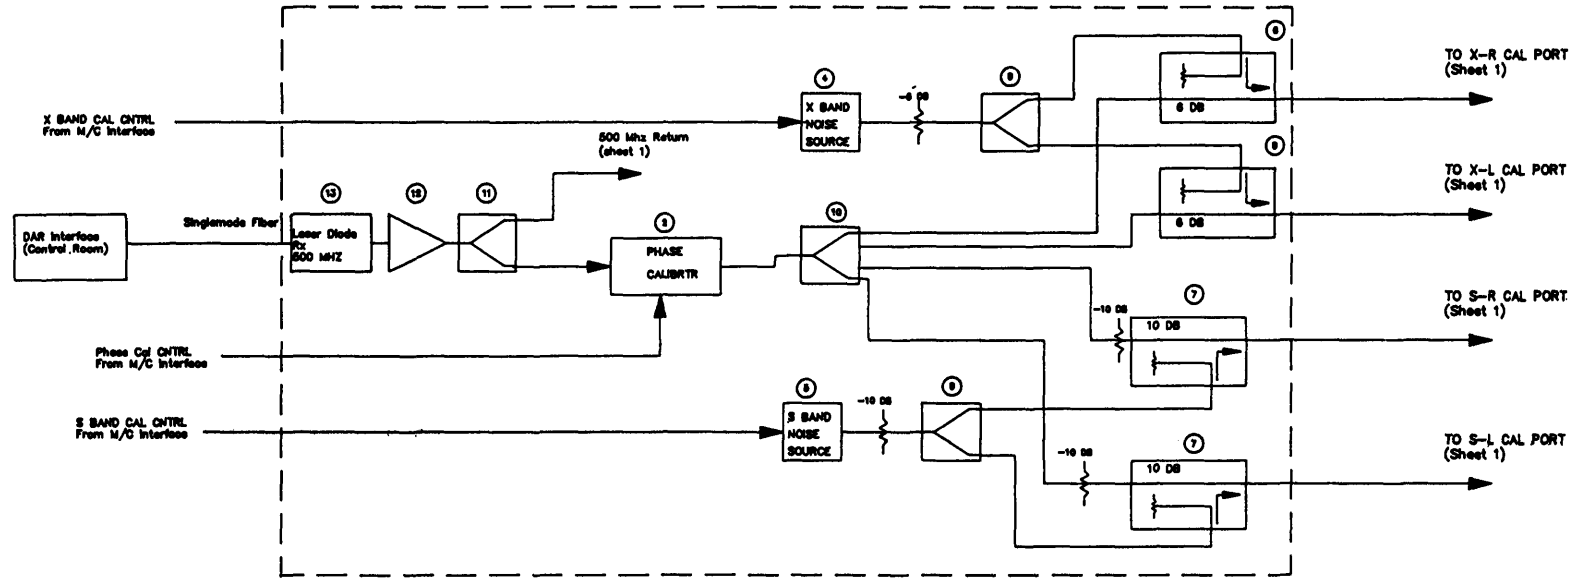 6
TO X-R CAL PORT
(Sheet 1)
4
X BAND
NOISE
SOURCE
DB
9
6 DB
X BAND CAL CNTRL
From M/C Interface
500 Mhz Return
(sheet 1)
TO X-L CAL PORT
(Sheet 1)
6 DB
13
12
11
Singlemode Fiber
DAR Interface
(Control Room)
Laser Diode
Rx
500 MHZ
PHASE
CALIBRTR
10
7
TO S-R CAL PORT
(Sheet 1)
-10 DB
10 DB
Phase Cal CNTRL
From M/C Interface
5
S BAND
NOISE
SOURCE
-10 DB
9
S BAND CAL CNTRL
From M/C Interface
7
-10 DB
10 DB
TO S-L CAL PORT
(Sheet 1)